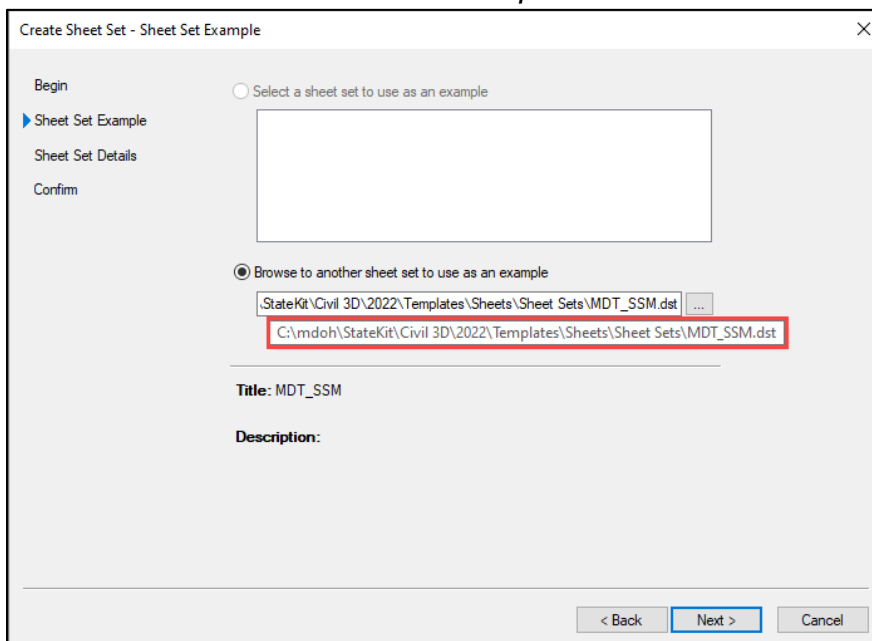 Create Sheet Set - Sheet Set Example
Begin
Sheet Set Example
Sheet Set Details
Confirm
Select a sheet set to use as an example
Browse to another sheet set to use as an example
.StateKit\Civil 3D\2022\Templates\Sheets\Sheet Sets\MDT_SSM.dst
...
C:\mdoh\StateKit\Civil 3D\2022\Templates\Sheets\Sheet Sets\MDT_SSM.dst
Title: MDT_SSM
Description:
< Back Next > Cancel